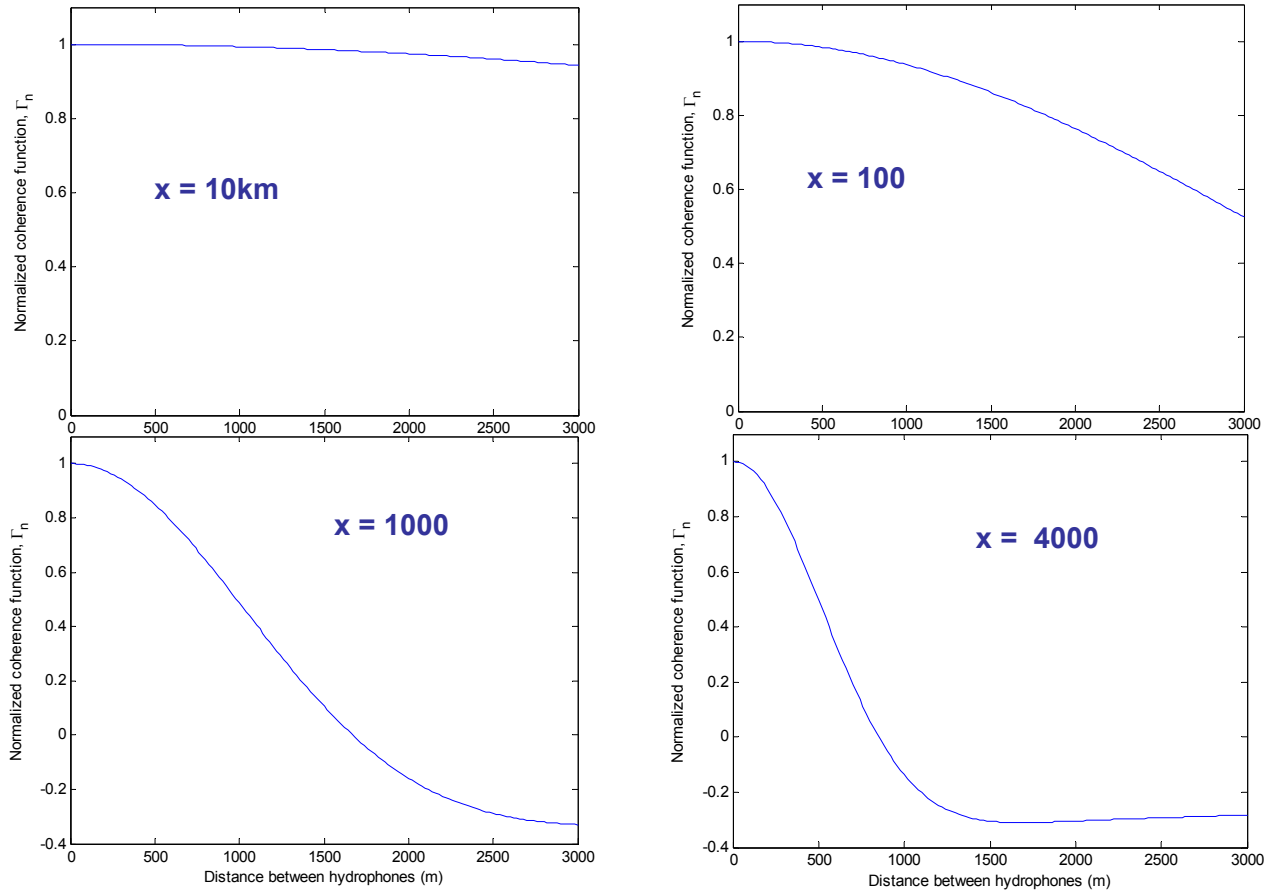 Normalized coherence function, Γn
1
0.8
0.6
0.4
0.2
0
x = 10km
0 500 1000 1500 2000 2500 3000
Normalized coherence function, Γn
1
0.8
0.6
0.4
0.2
0
x = 100
0 500 1000 1500 2000 2500 3000
Normalized coherence function, Γn
1
0.8
0.6
0.4
0.2
0
-0.2
-0.4
x = 1000
0 500 1000 1500 2000 2500 3000
Distance between hydrophones (m)
Normalized coherence function, Γn
1
0.8
0.6
0.4
0.2
0
-0.2
-0.4
x = 4000
0 500 1000 1500 2000 2500 3000
Distance between hydrophones (m)